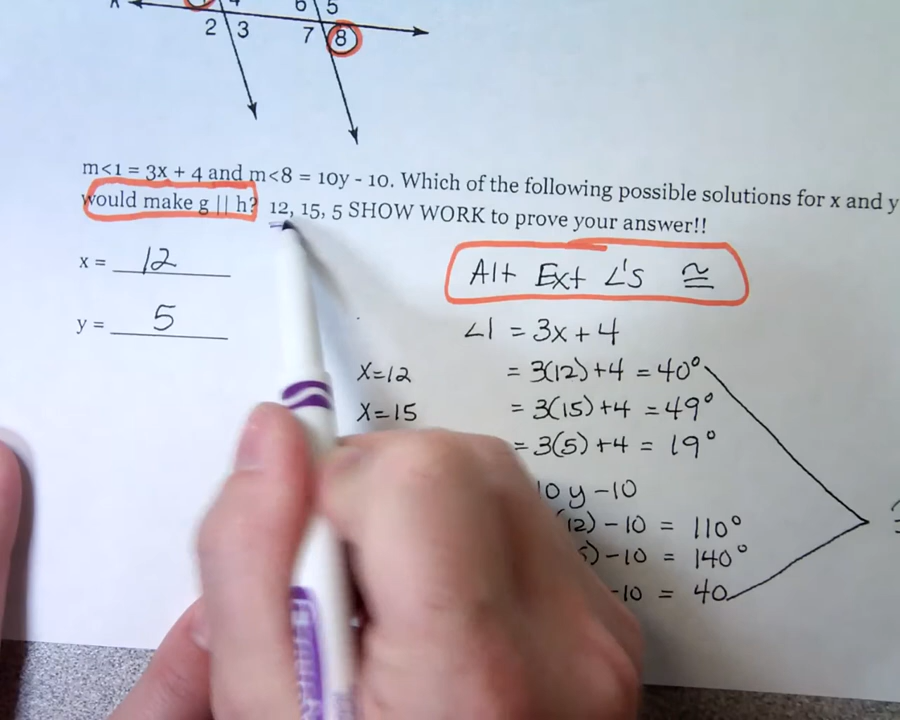 6 5
2 3 7 8
m<1 = 3x + 4 and m<8 = 10y - 10. Which of the following possible solutions for x and y
would make g || h? 12, 15, 5 SHOW WORK to prove your answer!!
x = 12
y = 5
Alt Ext ∠'s ≅
∠1 = 3x + 4
x=12 = 3(12)+4 = 40°
x=15 = 3(15)+4 = 49°
= 3(5)+4 = 19°
10y -10
(12) -10 = 110°
) -10 = 140°
-10 = 40